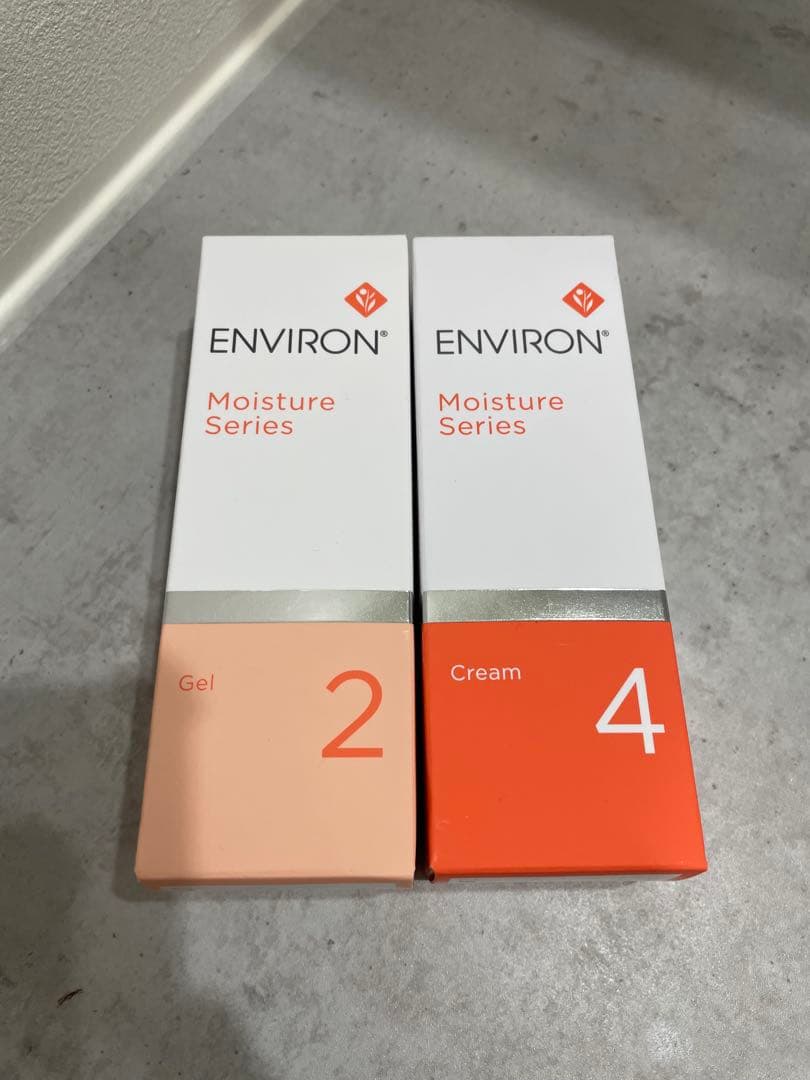 ENVIRON®
Moisture
Series
Gel
2
ENVIRON®
Moisture
Series
Cream
4